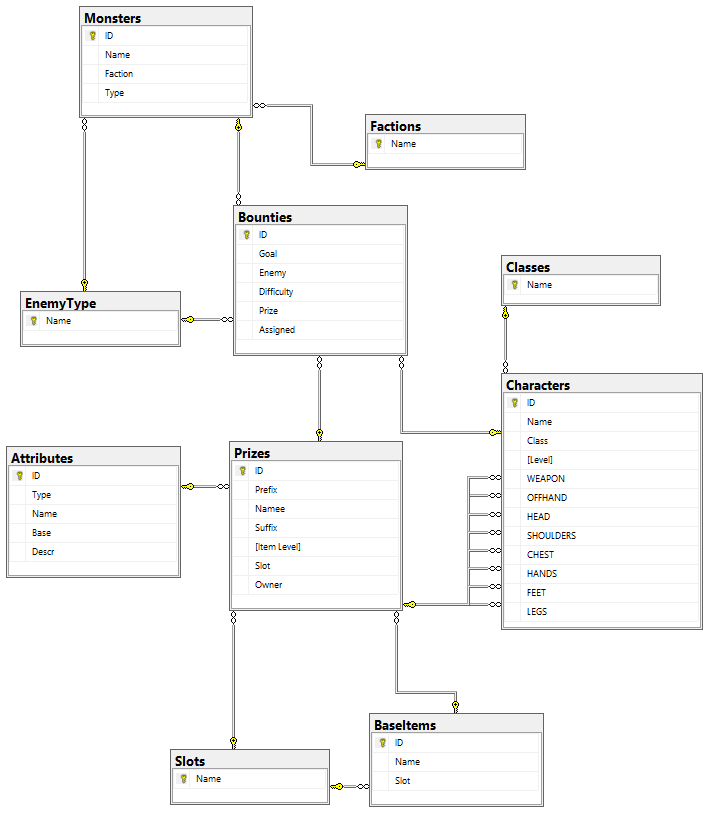 Monsters
ID
Name
Faction
Type
Factions
Name
Bounties
ID
Goal
Enemy
Difficulty
Prize
Assigned
Classes
Name
EnemyType
Name
Characters
ID
Name
Class
[Level]
WEAPON
OFFHAND
HEAD
SHOULDERS
CHEST
HANDS
FEET
LEGS
Attributes
ID
Type
Name
Base
Descr
Prizes
ID
Prefix
Namee
Suffix
[Item Level]
Slot
Owner
BaseItems
ID
Name
Slot
Slots
Name